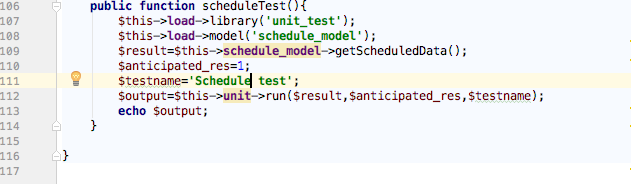 106 public function scheduleTest(){
107 $this->load->library('unit_test');
108 $this->load->model('schedule_model');
109 $result=$this->schedule_model->getScheduledData();
110 $anticipated_res=1;
111 $testname='Schedule test';
112 $output=$this->unit->run($result,$anticipated_res,$testname);
113 echo $output;
114 }
115
116 }
117